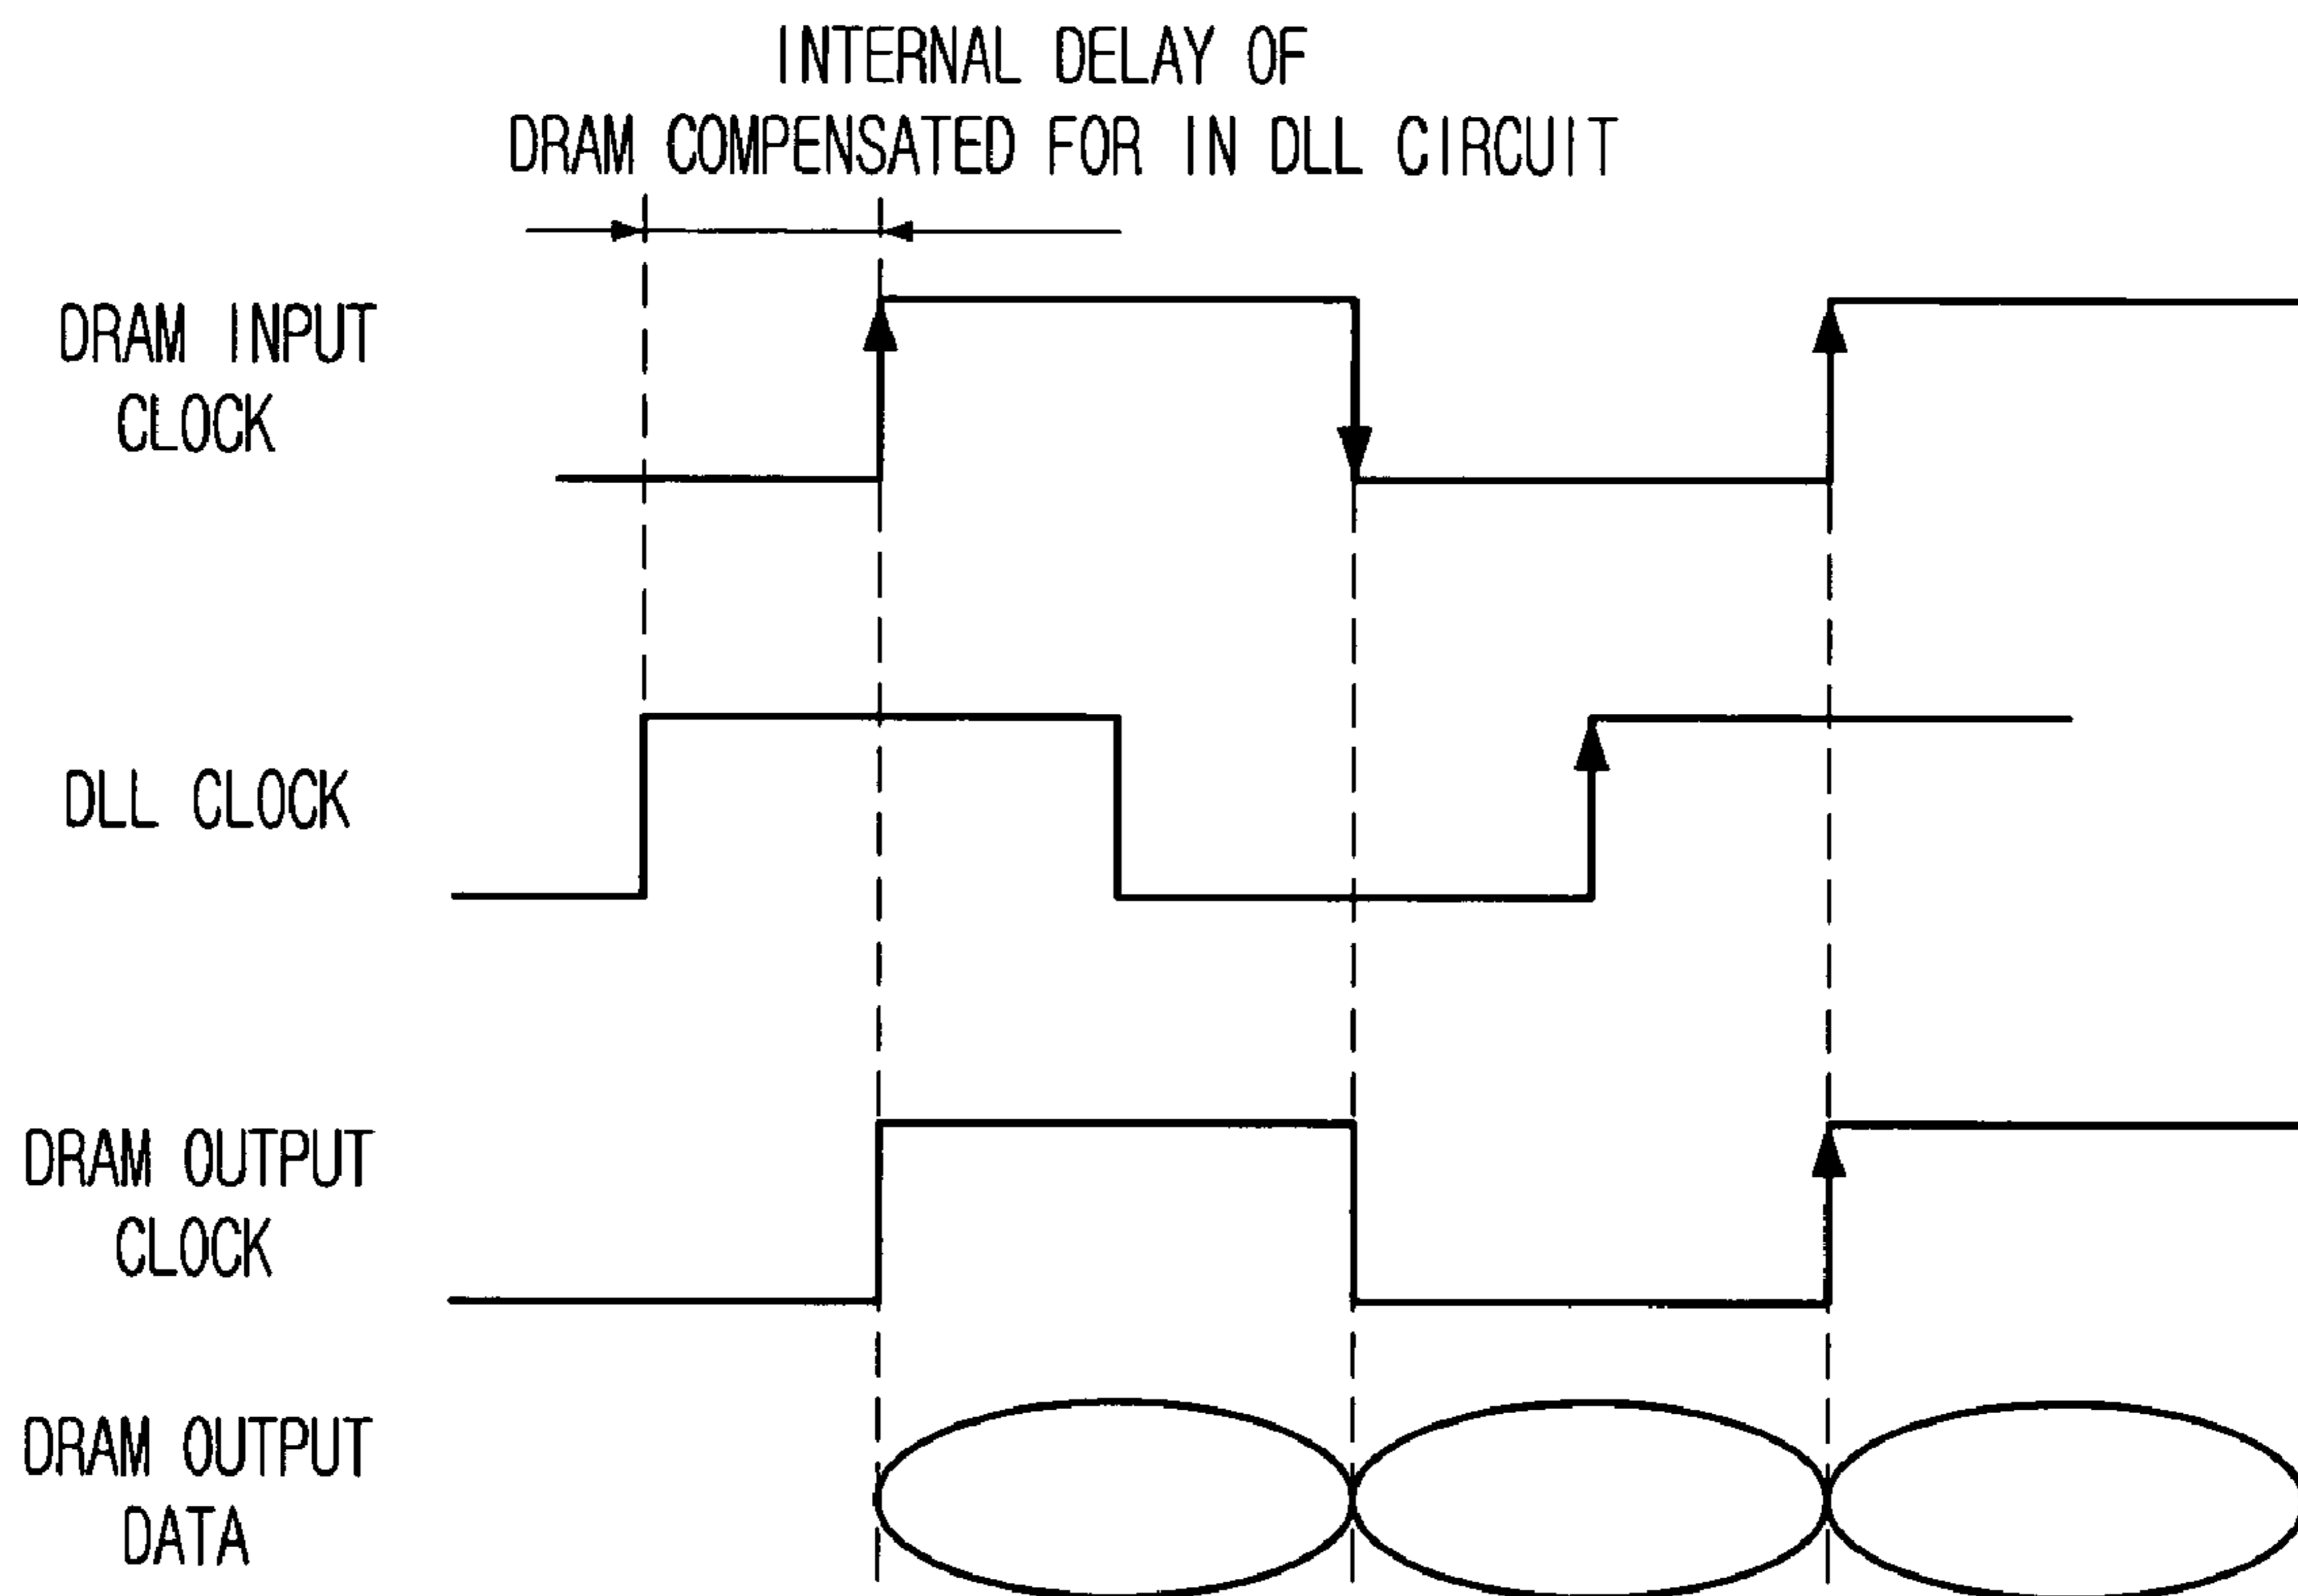 INTERNAL DELAY OF
DRAM COMPENSATED FOR IN DLL CIRCUIT
DRAM INPUT
CLOCK
DLL CLOCK
DRAM OUTPUT
CLOCK
DRAM OUTPUT
DATA